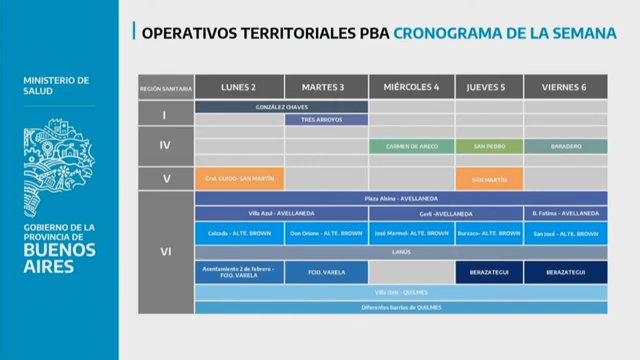 OPERATIVOS TERRITORIALES PBA CRONOGRAMA DE LA SEMANA
MINISTERIO DE
SALUD
GOBIERNO DE LA
PROVINCIA DE
BUENOS
AIRES
REGIÓN SANITARIA LUNES 2 MARTES 3 MIÉRCOLES 4 JUEVES 5 VIERNES 6
I
GONZÁLEZ CHAVES
TRES ARROYOS
IV
CARMEN DE ARECO SAN PEDRO BARADERO
V
Gral. GUIDO- SAN MARTÍN SAN MARTÍN
VI
Plaza Alsina - AVELLANEDA
Villa Azul - AVELLANEDA Gerli -AVELLANEDA B. Fatima - AVELLANEDA
Calzada - ALTE. BROWN Don Orione - ALTE. BROWN José Marmol- ALTE. BROWN Burzaco- ALTE. BROWN San José - ALTE. BROWN
LANÚS
Asentamiento 2 de febrero -
FCIO. VARELA FCIO. VARELA BERAZATEGUI BERAZATEGUI
Villa Itatí - QUILMES
Diferentes barrios de QUILMES